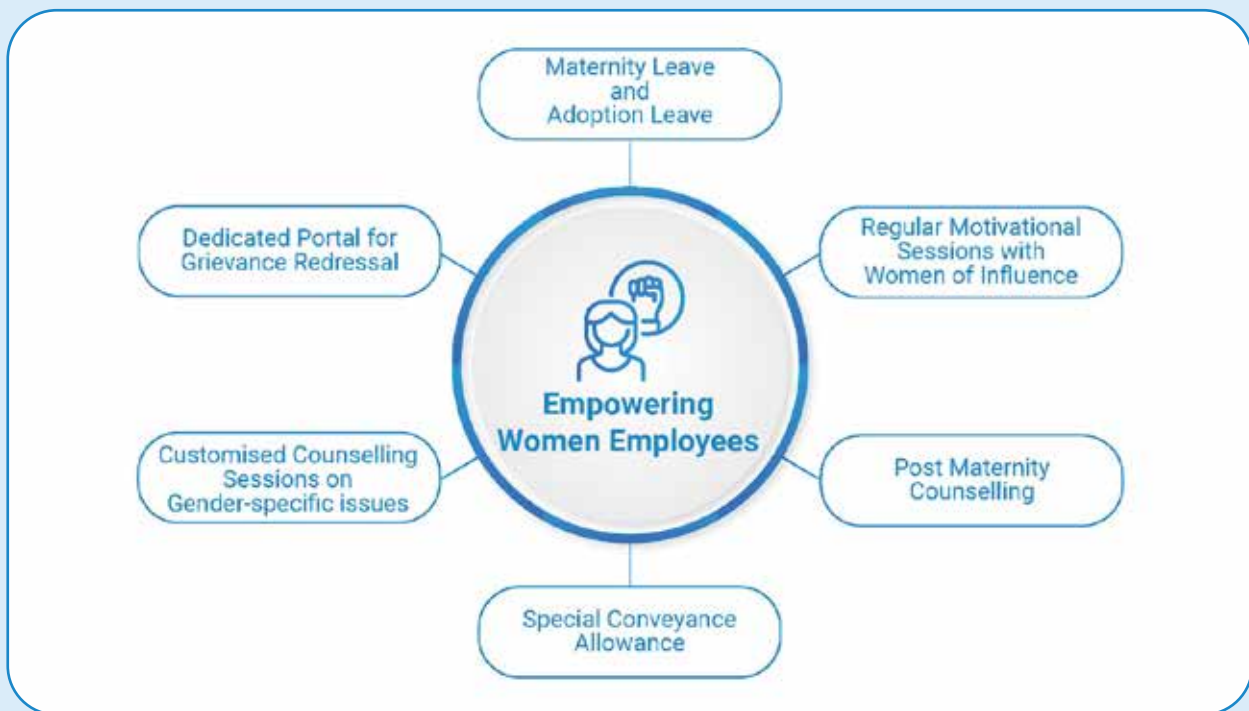 Maternity Leave
and
Adoption Leave
Dedicated Portal for
Grievance Redressal
Regular Motivational
Sessions with
Women of Influence
Empowering
Women Employees
Customised Counselling
Sessions on
Gender-specific issues
Post Maternity
Counselling
Special Conveyance
Allowance